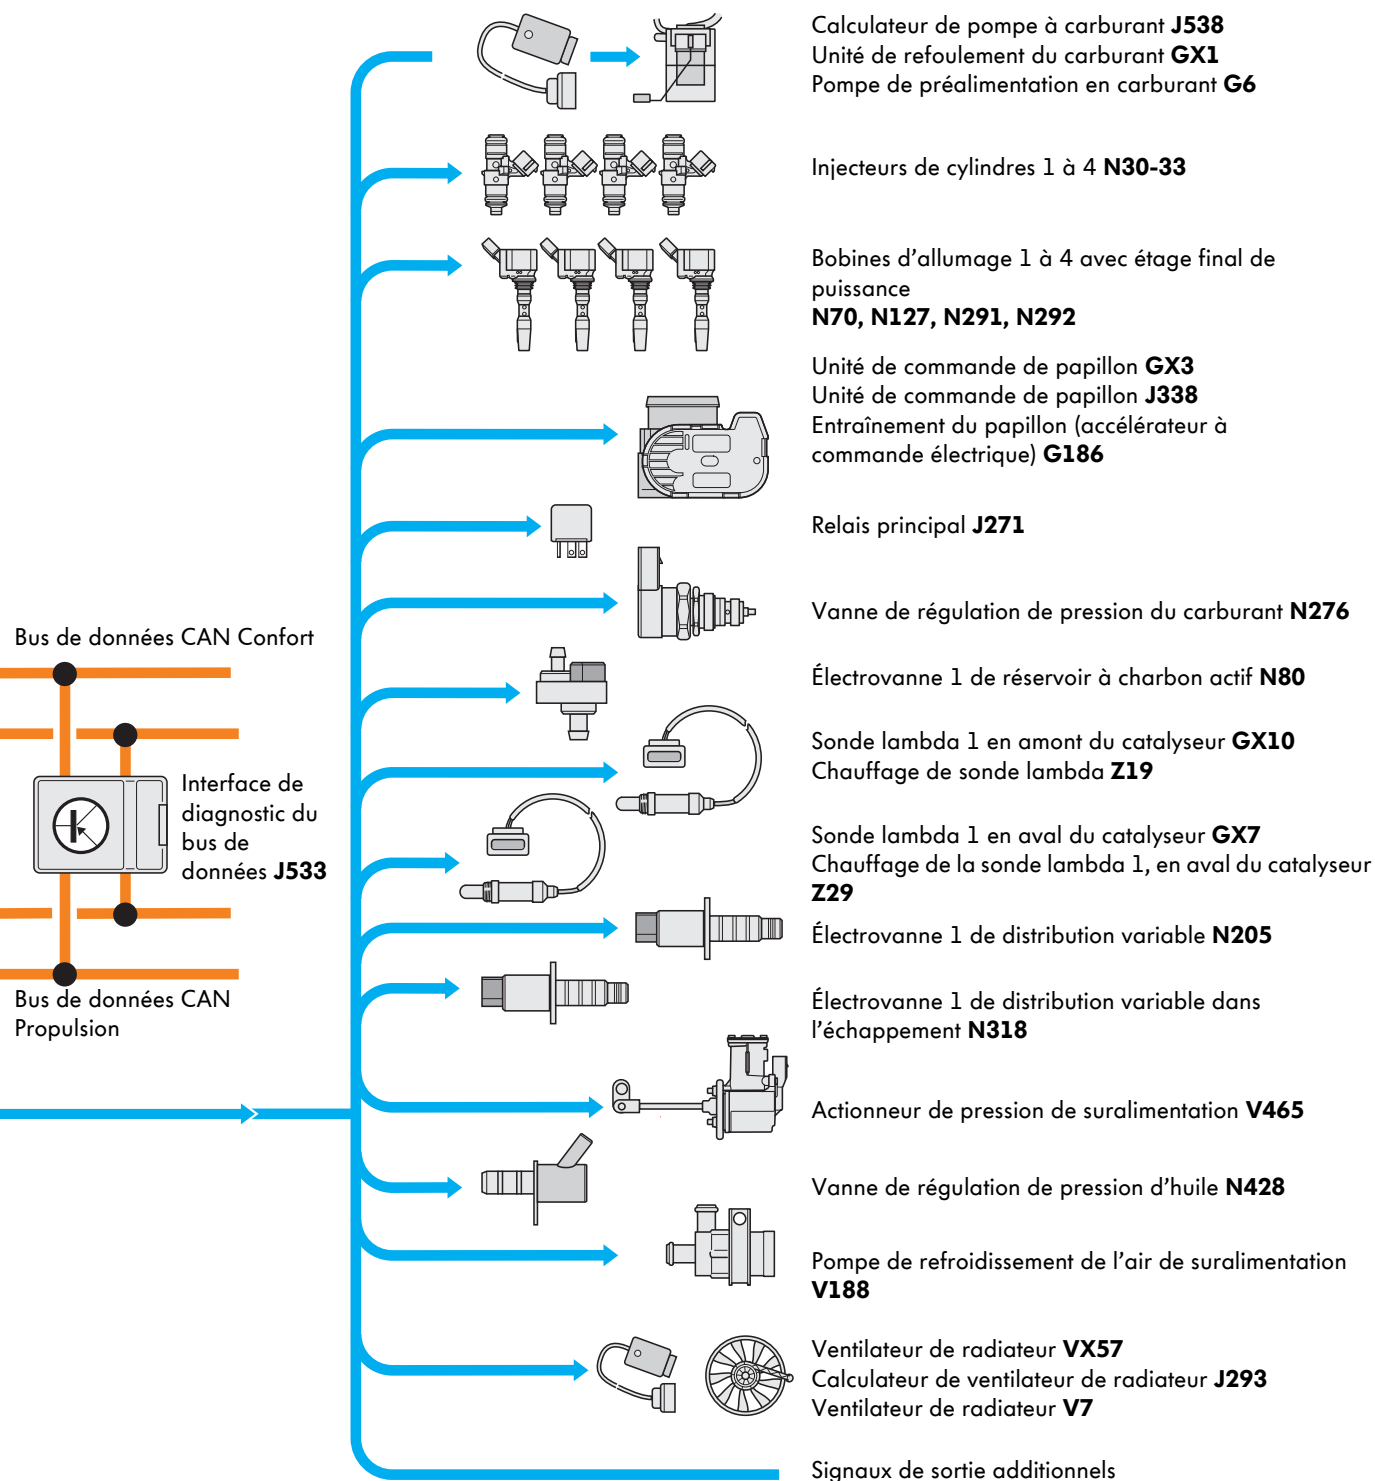 Calculateur de pompe à carburant J538
Unité de refoulement du carburant GX1
Pompe de préalimentation en carburant G6
Injecteurs de cylindres 1 à 4 N30-33
Bobines d'allumage 1 à 4 avec étage final de
puissance
N70, N127, N291, N292
Unité de commande de papillon GX3
Unité de commande de papillon J338
Entraînement du papillon (accélérateur à
commande électrique) G186
Relais principal J271
Vanne de régulation de pression du carburant N276
Bus de données CAN Confort
Électrovanne 1 de réservoir à charbon actif N80
Sonde lambda 1 en amont du catalyseur GX10
Chauffage de sonde lambda Z19
Interface de
diagnostic du
bus de
données J533
Sonde lambda 1 en aval du catalyseur GX7
Chauffage de la sonde lambda 1, en aval du catalyseur
Z29
Électrovanne 1 de distribution variable N205
Bus de données CAN
Propulsion
Électrovanne 1 de distribution variable dans
l'échappement N318
Actionneur de pression de suralimentation V465
Vanne de régulation de pression d'huile N428
Pompe de refroidissement de l'air de suralimentation
V188
Ventilateur de radiateur VX57
Calculateur de ventilateur de radiateur J293
Ventilateur de radiateur V7
Signaux de sortie additionnels